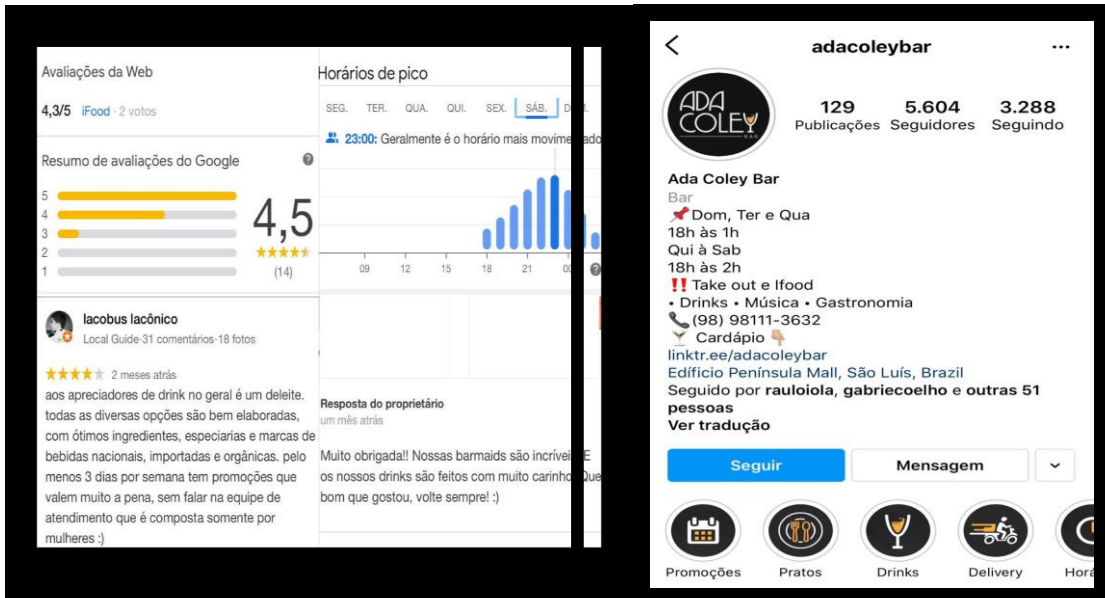 Avaliações da Web
4,3/5 iFood · 2 votos
Resumo de avaliações do Google
5
4
3
2
1
4,5
(14)
Iacobus lacônico
Local Guide·31 comentários·18 fotos
2 meses atrás
aos apreciadores de drink no geral é um deleite.
todas as diversas opções são bem elaboradas,
com ótimos ingredientes, especiarias e marcas de
bebidas nacionais, importadas e orgânicas. pelo
menos 3 dias por semana tem promoções que
valem muito a pena, sem falar na equipe de
atendimento que é composta somente por
mulheres :)
Horários de pico
SEG. TER. QUA. QUI. SEX. SÁB.
23:00: Geralmente é o horário mais movimentado
09 12 15 18 21 00
Resposta do proprietário
um mês atrás
Muito obrigada!! Nossas barmaids são incríveis E
os nossos drinks são feitos com muito carinho Que
bom que gostou, volte sempre! :)
adacoleybar
ADA
COLEY
BAR
129 5.604 3.288
Publicações Seguidores Seguindo
Ada Coley Bar
Bar
📌Dom, Ter e Qua
18h às 1h
Qui à Sab
18h às 2h
‼️ Take out e Ifood
• Drinks • Música • Gastronomia
📞(98) 98111-3632
🍸 Cardápio 👇🏼
linktr.ee/adacoleybar
Edíficio Península Mall, São Luís, Brazil
Seguido por rauloiola, gabriecoelho e outras 51
pessoas
Ver tradução
Seguir Mensagem
Promoções Pratos Drinks Delivery Horá